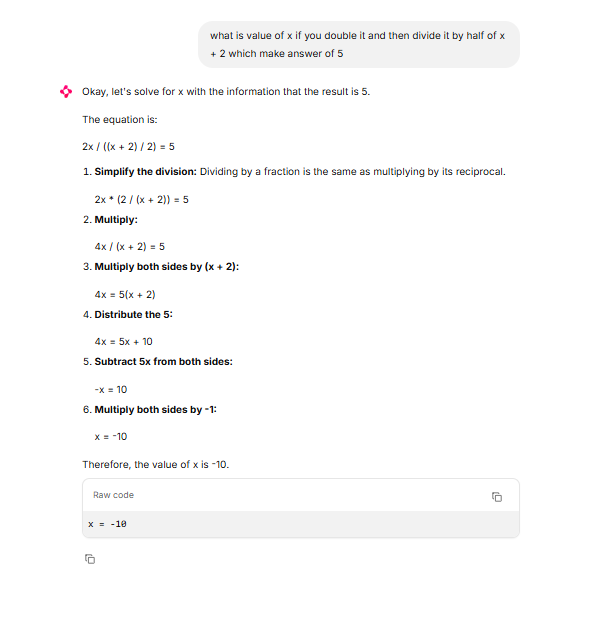 what is value of x if you double it and then divide it by half of x
+ 2 which make answer of 5
Okay, let's solve for x with the information that the result is 5.
The equation is:
2x / ((x + 2) / 2) = 5
1. Simplify the division: Dividing by a fraction is the same as multiplying by its reciprocal.
2x * (2 / (x + 2)) = 5
2. Multiply:
4x / (x + 2) = 5
3. Multiply both sides by (x + 2):
4x = 5(x + 2)
4. Distribute the 5:
4x = 5x + 10
5. Subtract 5x from both sides:
-x = 10
6. Multiply both sides by -1:
x = -10
Therefore, the value of x is -10.
Raw code
x = -10